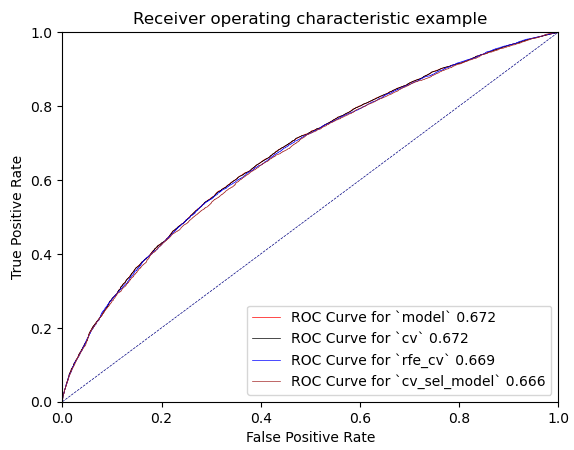 Receiver operating characteristic example
True Positive Rate
1.0
0.8
0.6
0.4
0.2
0.0
ROC Curve for `model` 0.672
ROC Curve for `cv` 0.672
ROC Curve for `rfe_cv` 0.669
ROC Curve for `cv_sel_model` 0.666
0.0 0.2 0.4 0.6 0.8 1.0
False Positive Rate